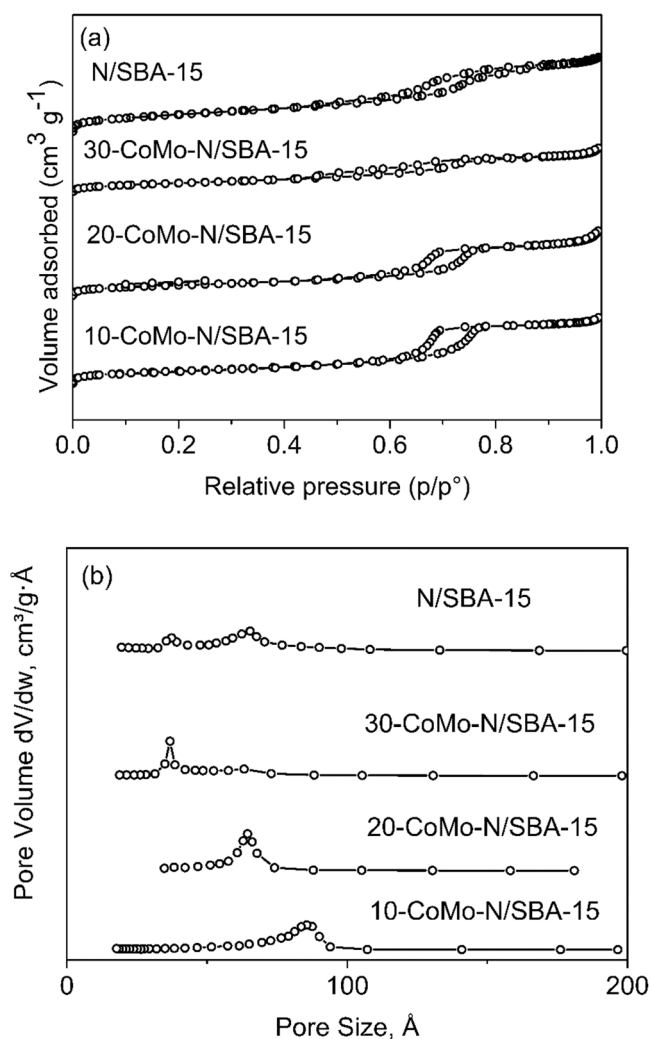 (a)
N/SBA-15
30-CoMo-N/SBA-15
20-CoMo-N/SBA-15
10-CoMo-N/SBA-15
Volume adsorbed (cm³ g⁻¹)
0.0 0.2 0.4 0.6 0.8 1.0
Relative pressure (p/p°)
(b)
N/SBA-15
30-CoMo-N/SBA-15
20-CoMo-N/SBA-15
10-CoMo-N/SBA-15
Pore Volume dV/dw, cm³/g·Å
0 100 200
Pore Size, Å